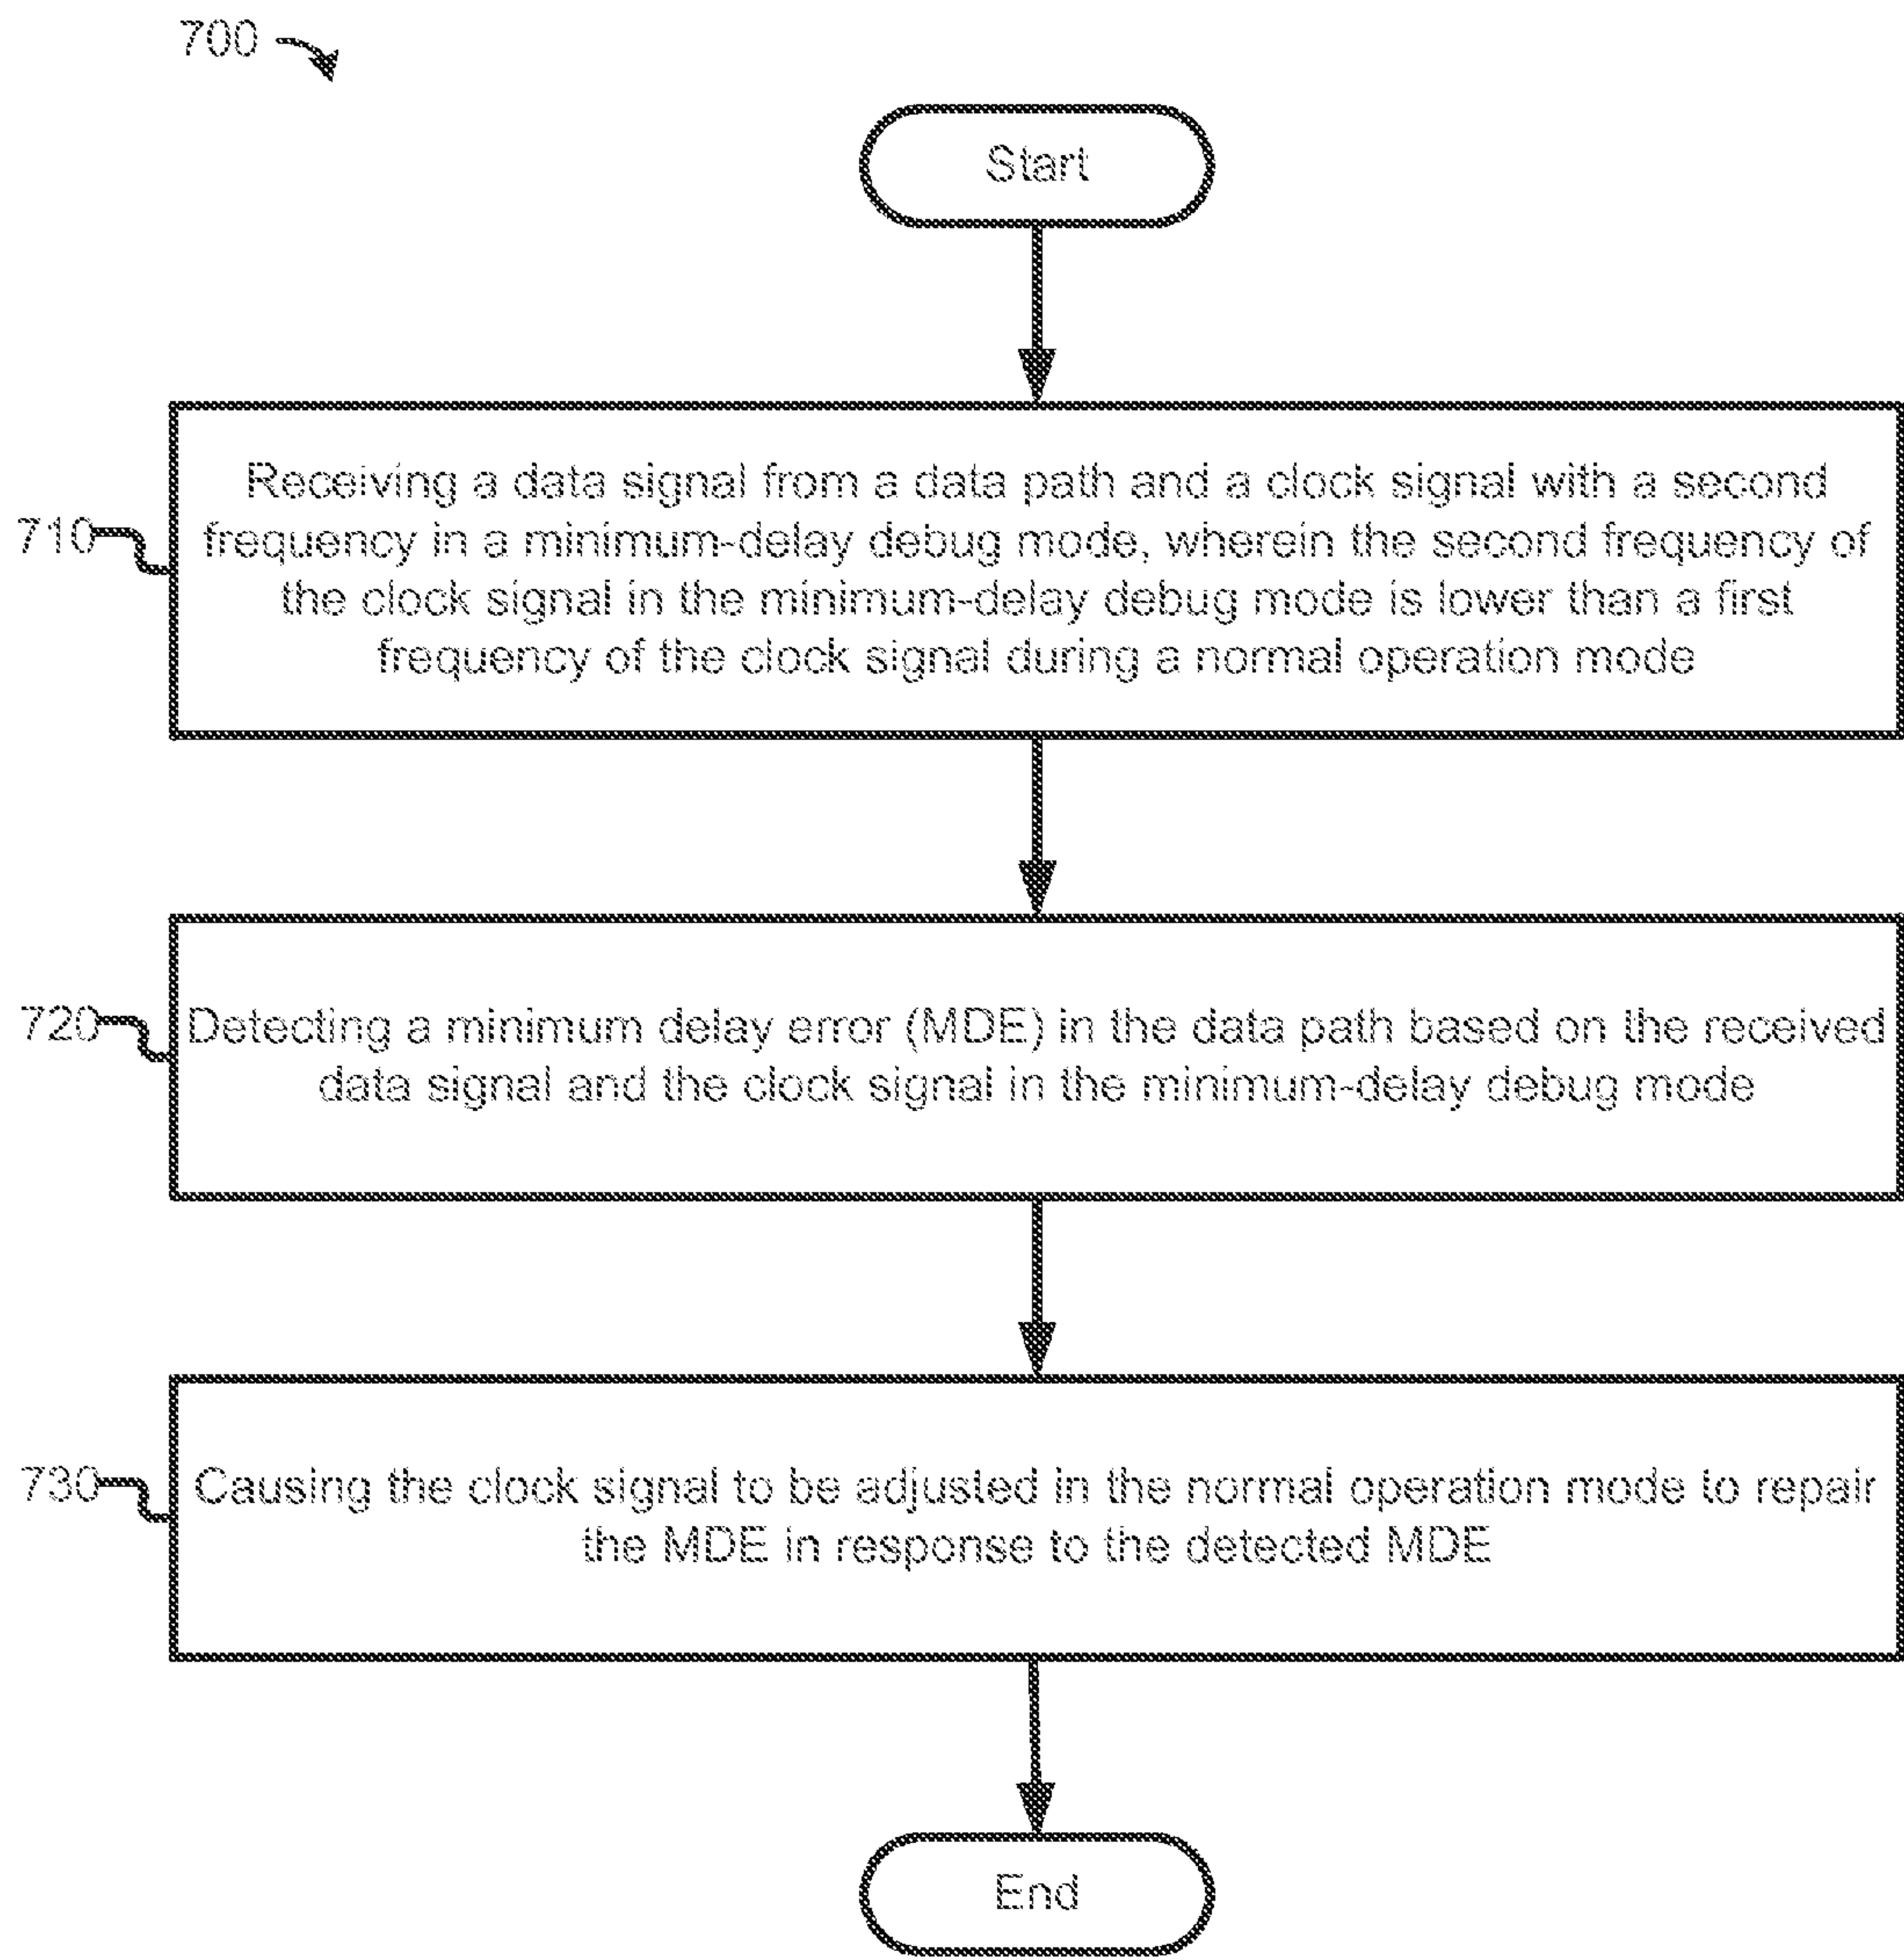 700
Start
710
Receiving a data signal from a data path and a clock signal with a second
frequency in a minimum-delay debug mode, wherein the second frequency of
the clock signal in the minimum-delay debug mode is lower than a first
frequency of the clock signal during a normal operation mode
720
Detecting a minimum delay error (MDE) in the data path based on the received
data signal and the clock signal in the minimum-delay debug mode
730
Causing the clock signal to be adjusted in the normal operation mode to repair
the MDE in response to the detected MDE
End